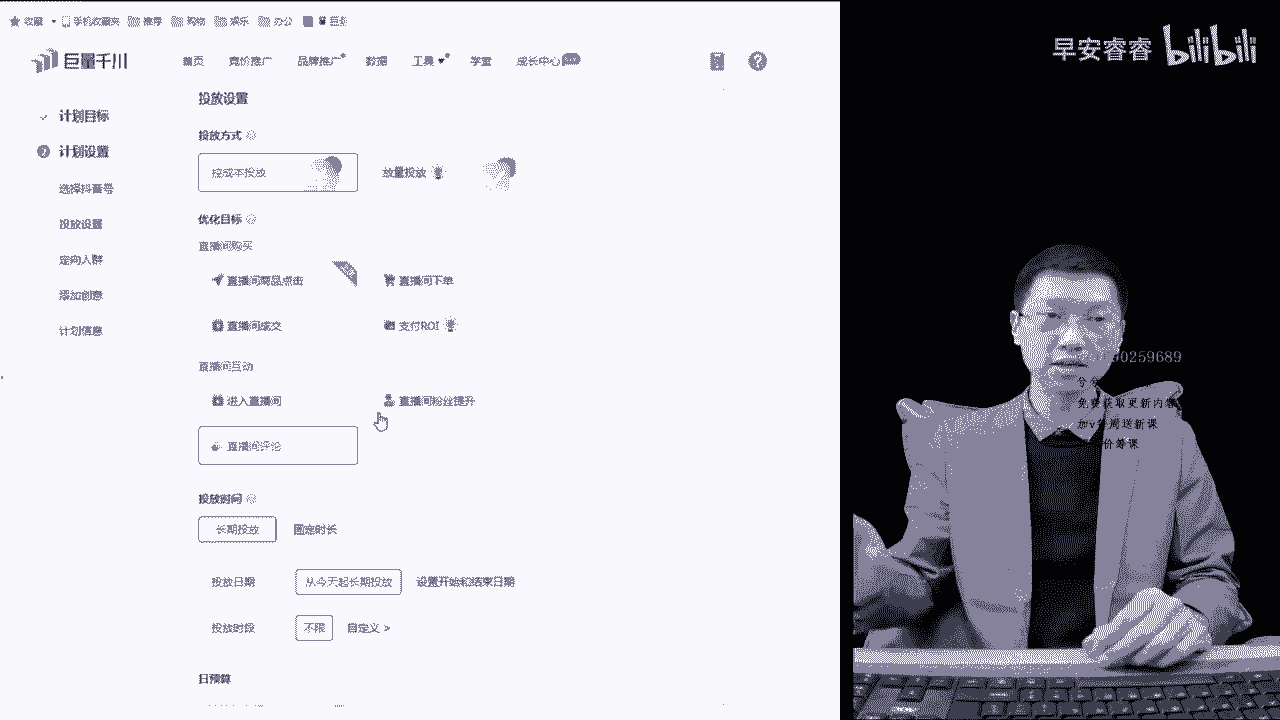 收藏 手机收藏夹 推荐 购物 娱乐 办公 巨量
巨量千川 首页 竞价推广 品牌推广 数据 工具 学堂 成长中心
早安睿睿 bilibili
计划目标
计划设置
选择抖音号
投放设置
定向人群
添加创意
计划信息
投放设置
投放方式
控成本投放 放量投放
优化目标
直播间购买
直播间商品点击 直播间下单
直播间成交 支付ROI
直播间互动
进入直播间 直播间粉丝提升
直播间评论
投放时间
长期投放 固定时长
投放日期 从今天起长期投放 设置开始和结束日期
投放时段 不限 自定义 >
日预算
90259689
免费获取更新内容
加v 每周送新课
价筹课